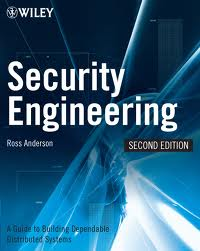 WILEY
Security
Engineering
Ross Anderson
SECOND EDITION
A Guide to Building Dependable
Distributed Systems